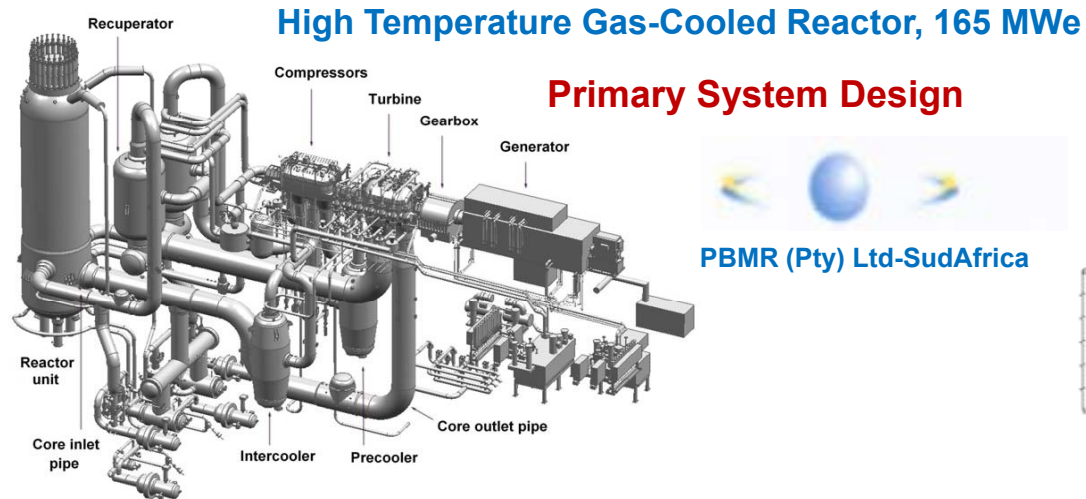 High Temperature Gas-Cooled Reactor, 165 MWe
Primary System Design
PBMR (Pty) Ltd-SudAfrica
Recuperator
Compressors
Turbine
Gearbox
Generator
Reactor
unit
Core inlet
pipe
Intercooler
Precooler
Core outlet pipe